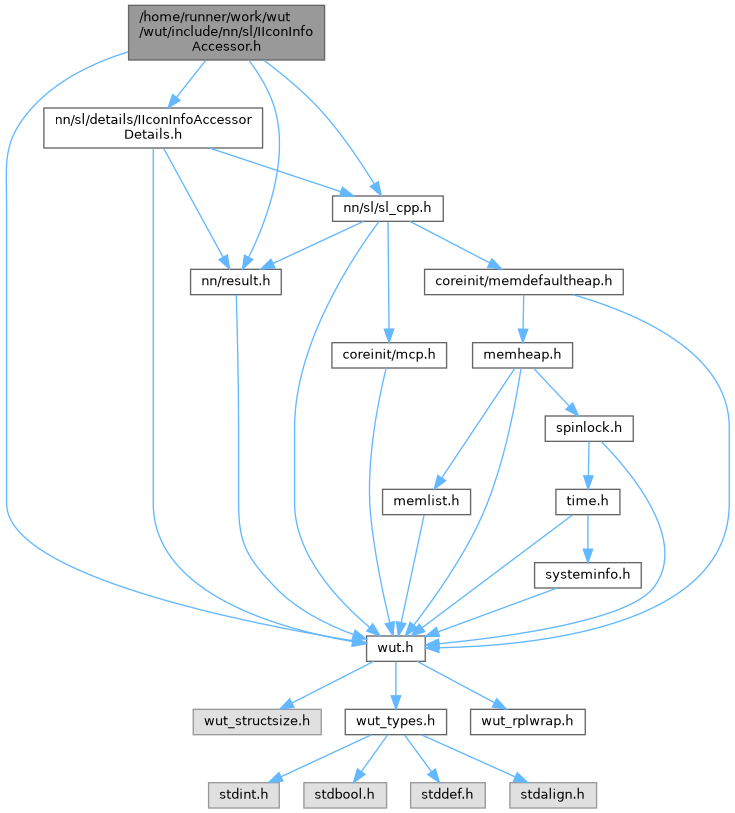 /home/runner/work/wut
/wut/include/nn/sl/IIconInfo
Accessor.h
nn/sl/details/IIconInfoAccessor
Details.h
nn/sl/sl_cpp.h
nn/result.h
coreinit/memdefaultheap.h
coreinit/mcp.h
memheap.h
spinlock.h
memlist.h
time.h
systeminfo.h
wut.h
wut_structsize.h
wut_types.h
wut_rplwrap.h
stdint.h
stdbool.h
stddef.h
stdalign.h